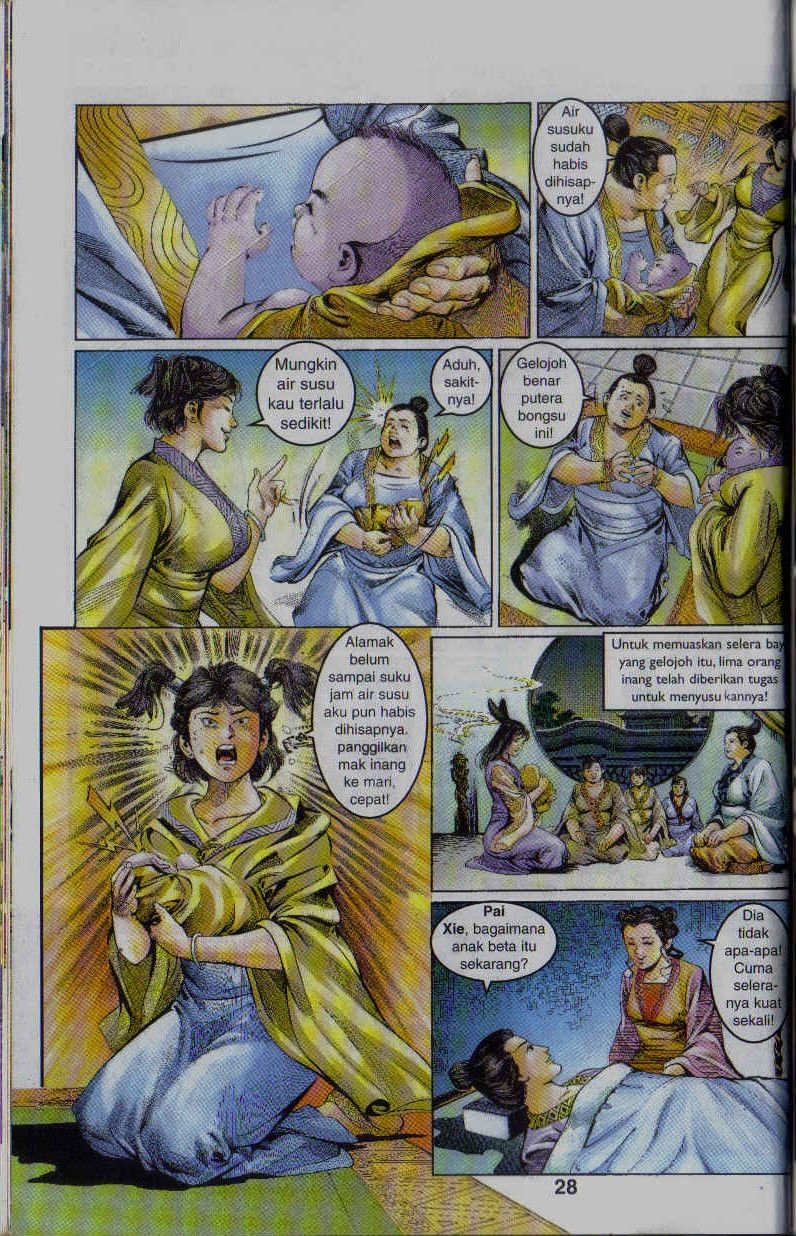 Air
susuku
sudah
habis
dihisap-
nya!
Mungkin
air susu
kau terlalu
sedikit!
Aduh,
sakit-
nya!
Gelojoh
benar
putera
bongsu
ini!
Alamak
belum
sampai suku
jam air susu
aku pun habis
dihisapnya.
panggilkan
mak inang
ke mari,
cepat!
Untuk memuaskan selera bay
yang gelojoh itu, lima orang
inang telah diberikan tugas
untuk menyusu kannya!
Pai
Xie, bagaimana
anak beta itu
sekarang?
Dia
tidak
apa-apa!
Cuma
selera-
nya kuat
sekali!
28